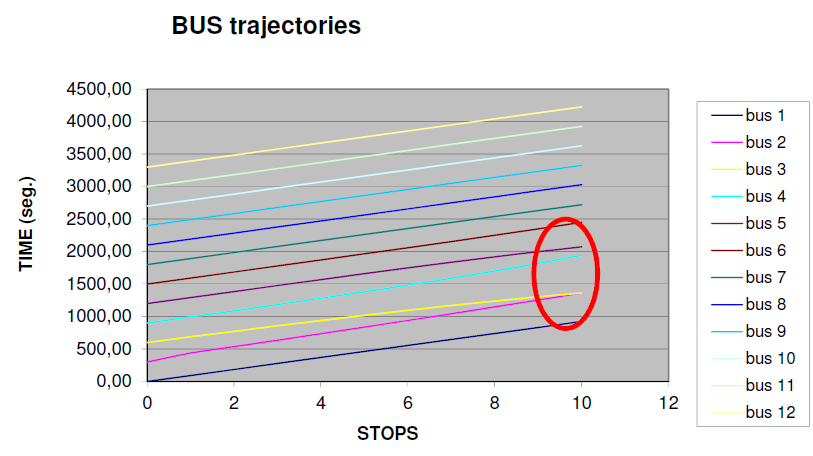 BUS trajectories
4500,00
4000,00
3500,00
3000,00
2500,00
2000,00
1500,00
1000,00
500,00
0,00
TIME (seg.)
0 2 4 6 8 10 12
STOPS
bus 1
bus 2
bus 3
bus 4
bus 5
bus 6
bus 7
bus 8
bus 9
bus 10
bus 11
bus 12